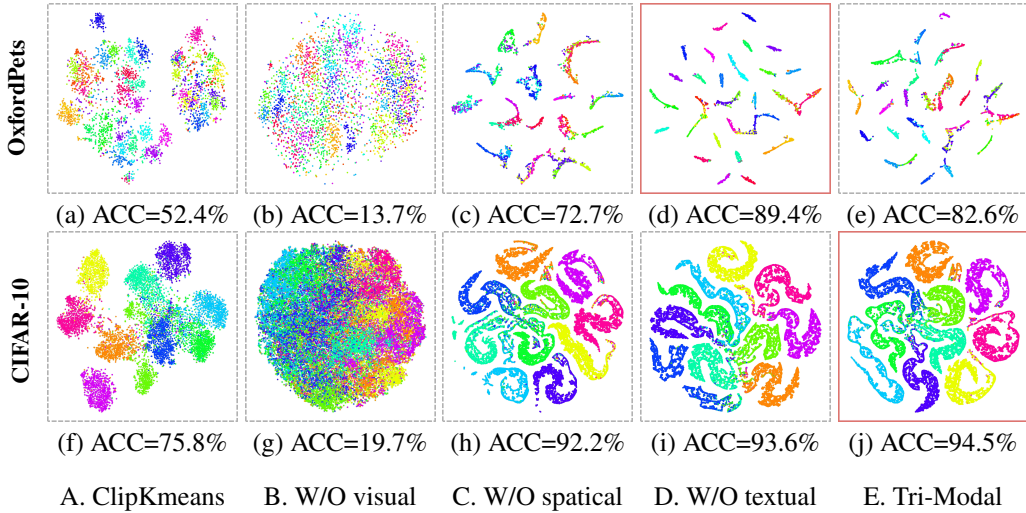 OxfordPets
(a) ACC=52.4% (b) ACC=13.7% (c) ACC=72.7% (d) ACC=89.4% (e) ACC=82.6%
CIFAR-10
(f) ACC=75.8% (g) ACC=19.7% (h) ACC=92.2% (i) ACC=93.6% (j) ACC=94.5%
A. ClipKmeans B. W/O visual C. W/O spatical D. W/O textual E. Tri-Modal